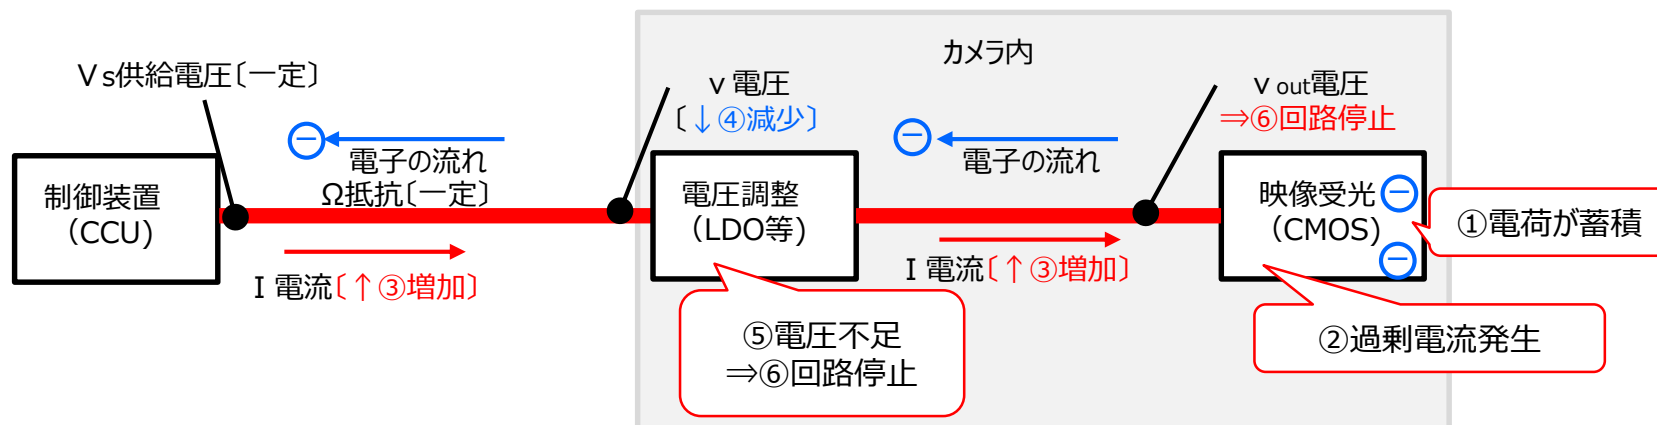 カメラ内
Vs供給電圧〔一定〕
v 電圧
〔↓④減少〕
v out電圧
⇒⑥回路停止
−
電子の流れ
Ω抵抗〔一定〕
−
電子の流れ
制御装置
(CCU)
電圧調整
(LDO等)
映像受光
(CMOS)
−
−
①電荷が蓄積
I 電流〔↑③増加〕
I 電流〔↑③増加〕
⑤電圧不足
⇒⑥回路停止
②過剰電流発生